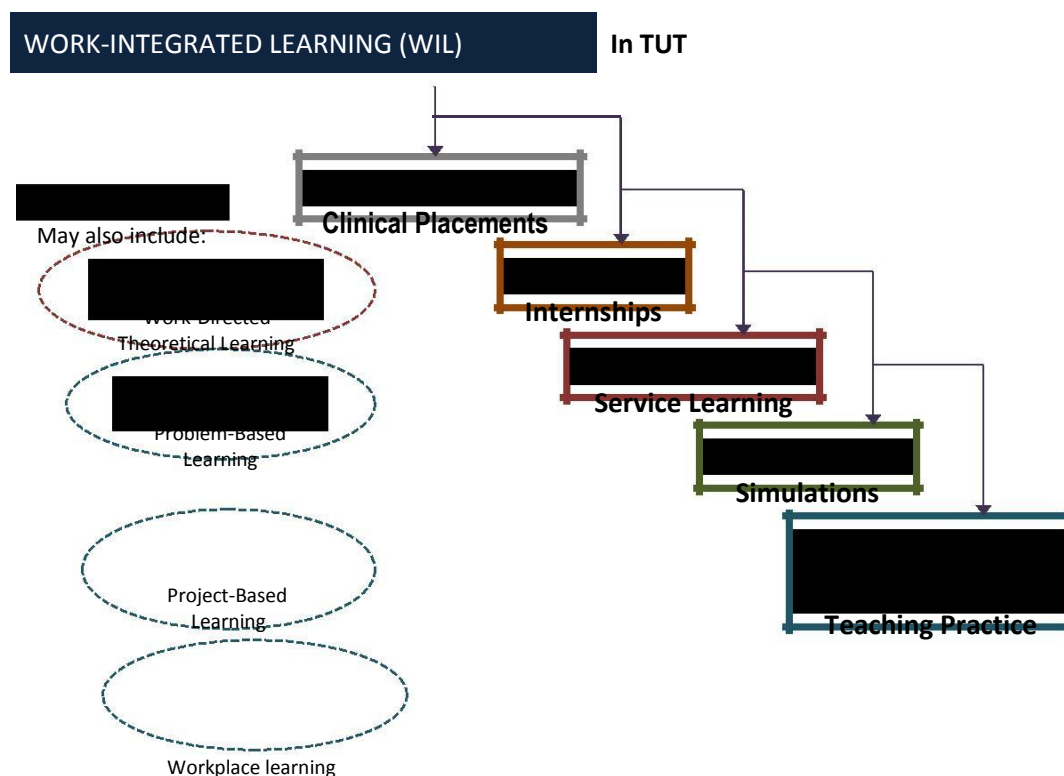 WORK-INTEGRATED LEARNING (WIL) In TUT
Clinical Placements
May also include:
Internships
Work-Directed
Theoretical Learning
Service Learning
Problem-Based
Learning
Simulations
Project-Based
Learning
Teaching Practice
Workplace learning